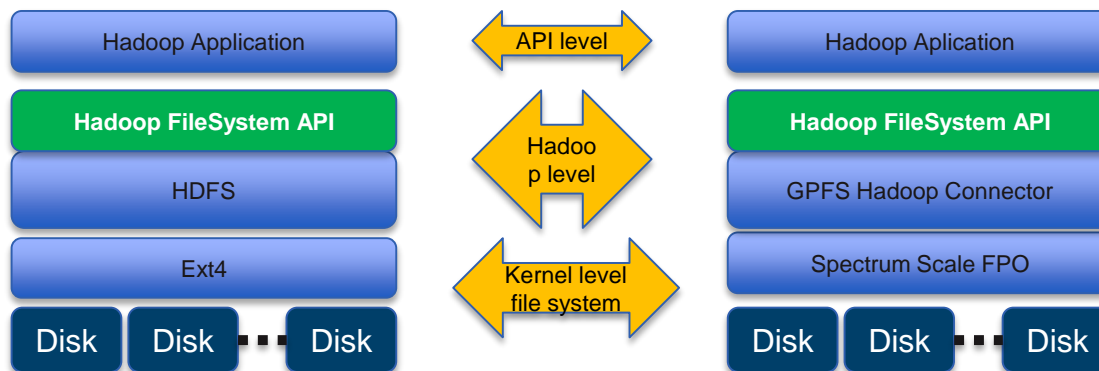 Hadoop Application
API level
Hadoop Aplication
Hadoop FileSystem API
Hadoop FileSystem API
Hadoo
p level
HDFS
GPFS Hadoop Connector
Ext4
Kernel level
file system
Spectrum Scale FPO
Disk
Disk
Disk
Disk
Disk
Disk